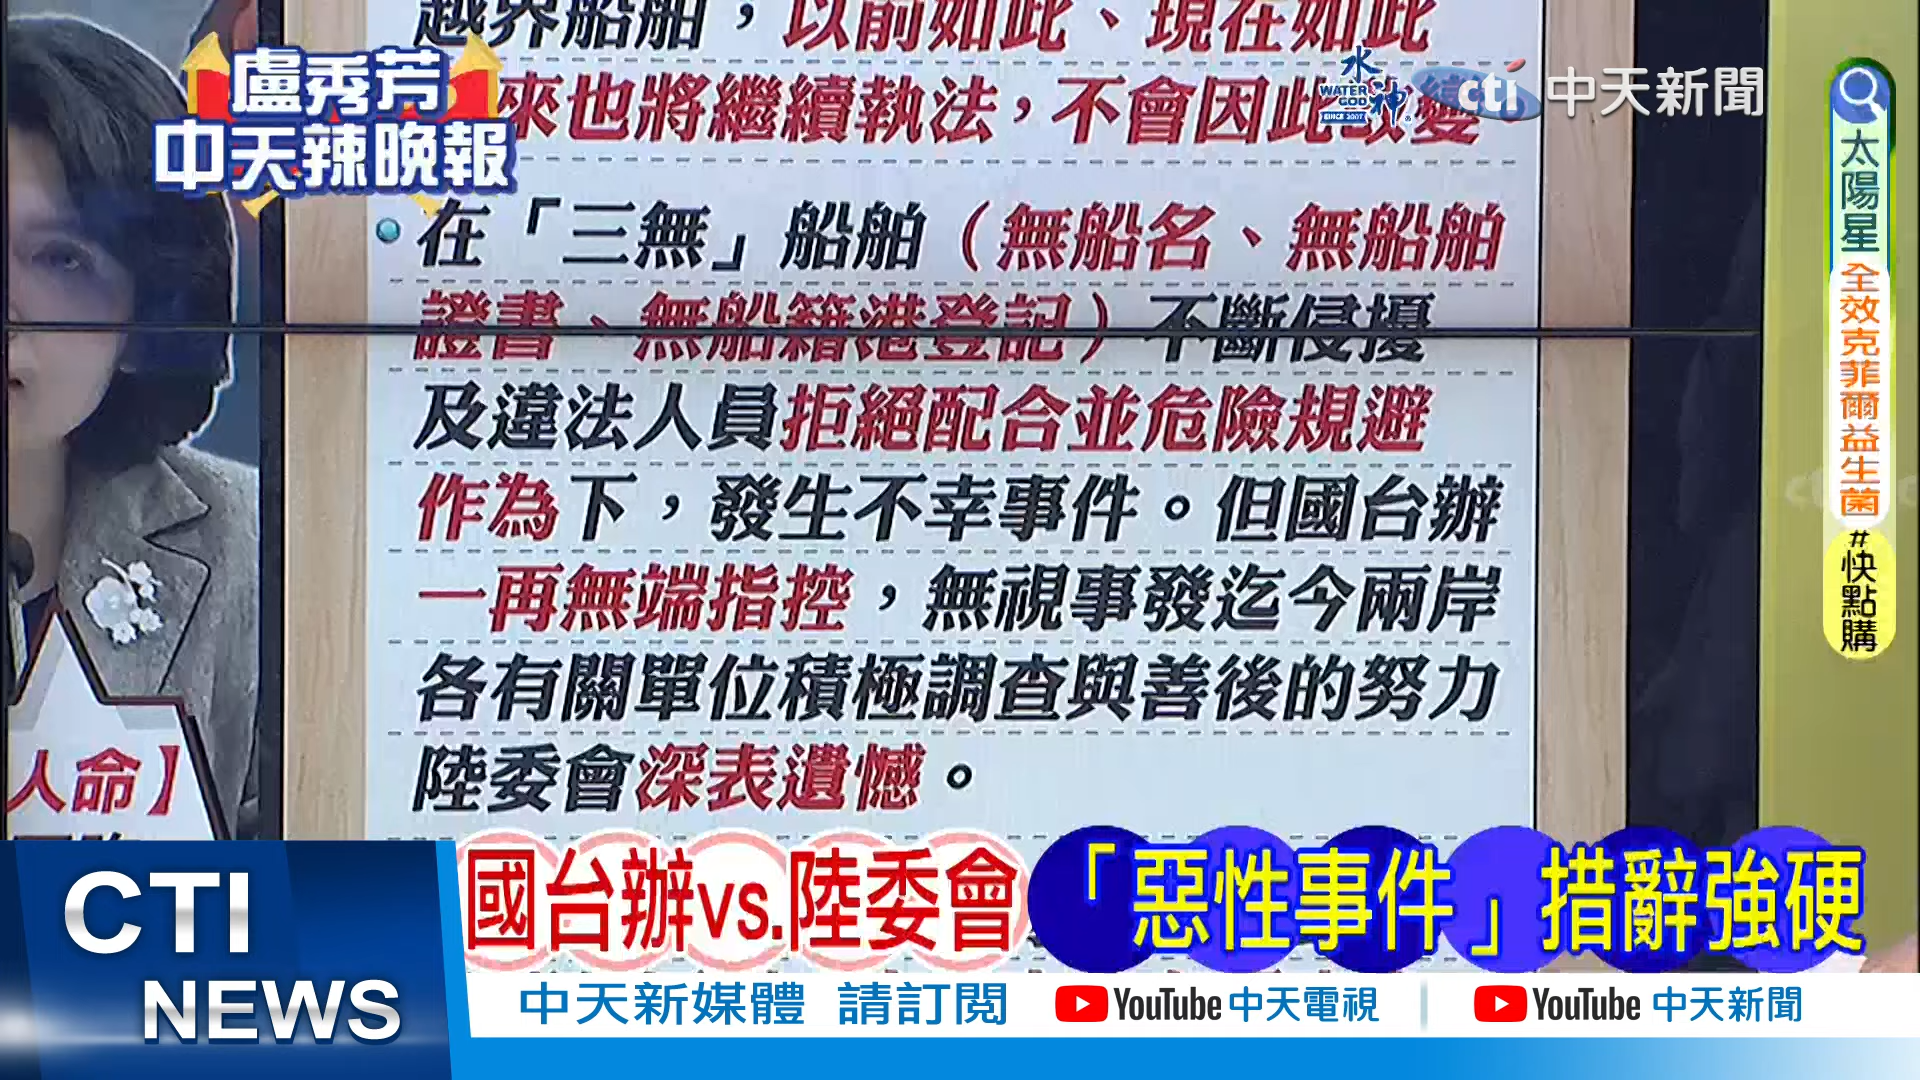 越界船舶，以前如此、現在如此
來也將繼續執法，不會因此改變。
在「三無」船舶（無船名、無船舶
證書、無船籍港登記）不斷侵擾
及違法人員拒絕配合並危險規避
作為下，發生不幸事件。但國台辦
一再無端指控，無視事發迄今兩岸
各有關單位積極調查與善後的努力
陸委會深表遺憾。
盧秀芳
中天辣晚報
水神
WATER GOD
SINCE 2007
cti 中天新聞
太陽星
全效克菲爾益生菌
#快點購
人命】
國台辦vs.陸委會「惡性事件」措辭強硬
CTI
NEWS
中天新媒體 請訂閱 YouTube 中天電視 | YouTube 中天新聞